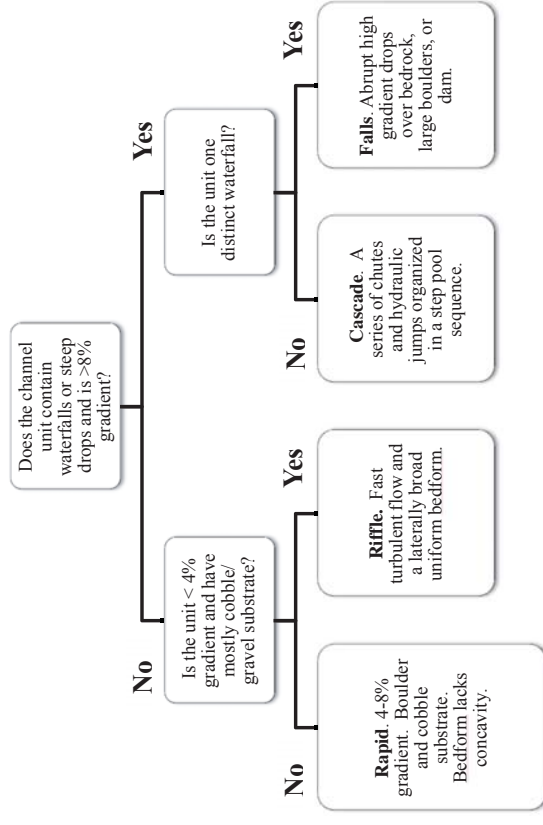 Does the channel
unit contain
waterfalls or steep
drops and is >8%
gradient?
No
Yes
Is the unit < 4%
gradient and have
mostly cobble/
gravel substrate?
Is the unit one
distinct waterfall?
No
Yes
No
Yes
Rapid. 4-8%
gradient. Boulder
and cobble
substrate.
Bedform lacks
concavity.
Riffle. Fast
turbulent flow and
a laterally broad
uniform bedform.
Cascade. A
series of chutes
and hydraulic
jumps organized
in a step pool
sequence.
Falls. Abrupt high
gradient drops
over bedrock,
large boulders, or
dam.